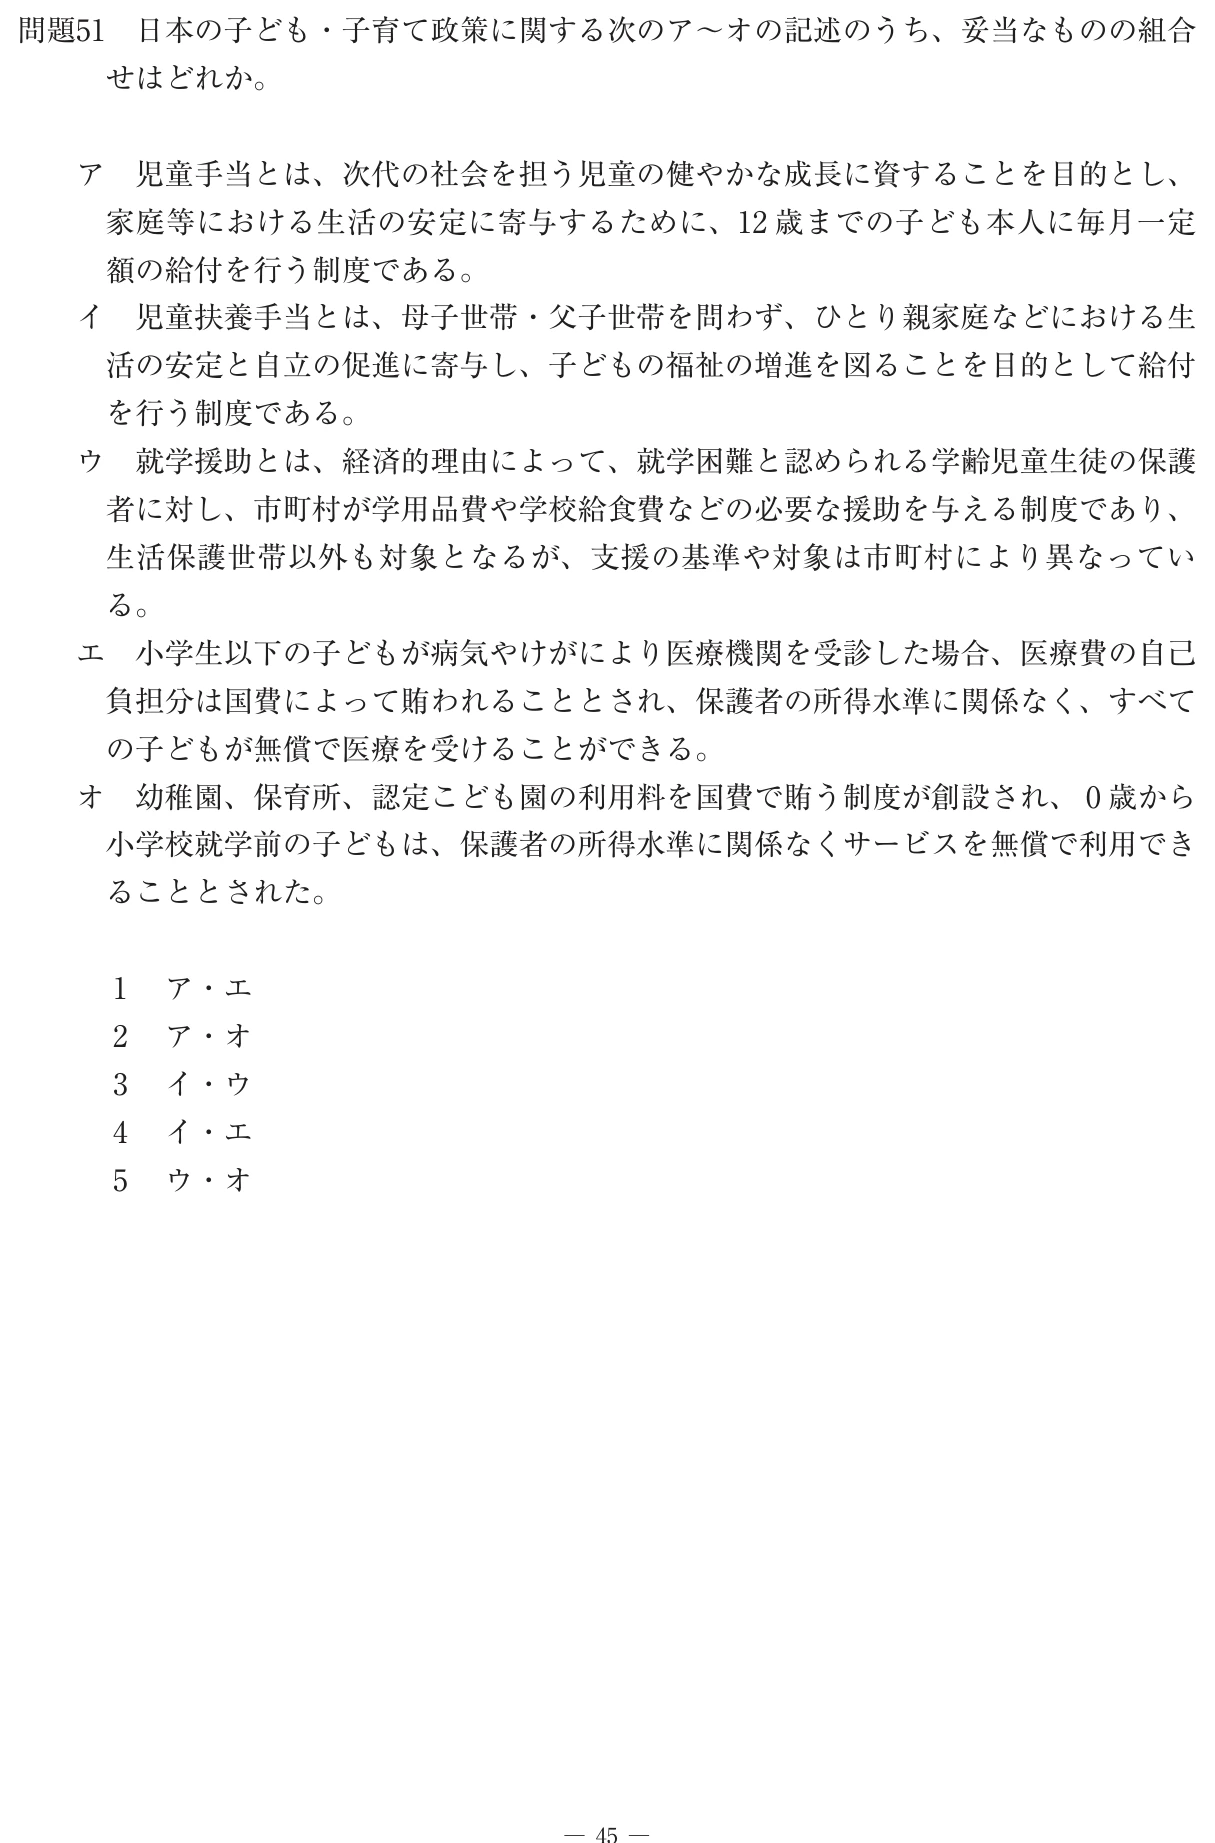 問題51 日本の子ども・子育て政策に関する次のア～オの記述のうち、妥当なものの組合
せはどれか。
ア 児童手当とは、次代の社会を担う児童の健やかな成長に資することを目的とし、
家庭等における生活の安定に寄与するために、12歳までの子ども本人に毎月一定
額の給付を行う制度である。
イ 児童扶養手当とは、母子世帯・父子世帯を問わず、ひとり親家庭などにおける生
活の安定と自立の促進に寄与し、子どもの福祉の増進を図ることを目的として給付
を行う制度である。
ウ 就学援助とは、経済的理由によって、就学困難と認められる学齢児童生徒の保護
者に対し、市町村が学用品費や学校給食費などの必要な援助を与える制度であり、
生活保護世帯以外も対象となるが、支援の基準や対象は市町村により異なってい
る。
エ 小学生以下の子どもが病気やけがにより医療機関を受診した場合、医療費の自己
負担分は国費によって賄われることとされ、保護者の所得水準に関係なく、すべて
の子どもが無償で医療を受けることができる。
オ 幼稚園、保育所、認定こども園の利用料を国費で賄う制度が創設され、0歳から
小学校就学前の子どもは、保護者の所得水準に関係なくサービスを無償で利用でき
ることとされた。
1 ア・エ
2 ア・オ
3 イ・ウ
4 イ・エ
5 ウ・オ
― 45 ―